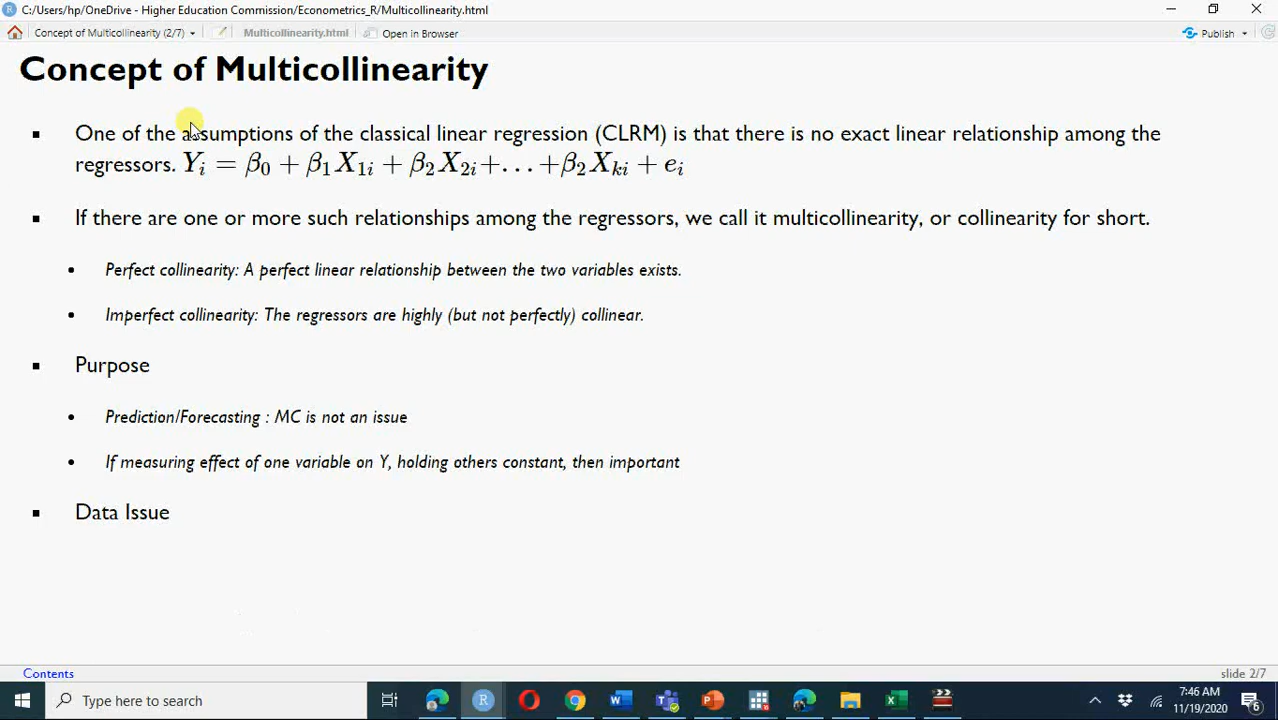 C:/Users/hp/OneDrive - Higher Education Commission/Econometrics_R/Multicollinearity.html
Concept of Multicollinearity (2/7) Multicollinearity.html Open in Browser Publish
Concept of Multicollinearity
One of the assumptions of the classical linear regression (CLRM) is that there is no exact linear relationship among the
regressors. Yᵢ = β₀ + β₁X₁ᵢ + β₂X₂ᵢ+…+β₂Xₖᵢ + eᵢ
If there are one or more such relationships among the regressors, we call it multicollinearity, or collinearity for short.
Perfect collinearity: A perfect linear relationship between the two variables exists.
Imperfect collinearity: The regressors are highly (but not perfectly) collinear.
Purpose
Prediction/Forecasting : MC is not an issue
If measuring effect of one variable on Y, holding others constant, then important
Data Issue
Contents slide 2/7
Type here to search
7:46 AM
11/19/2020
6